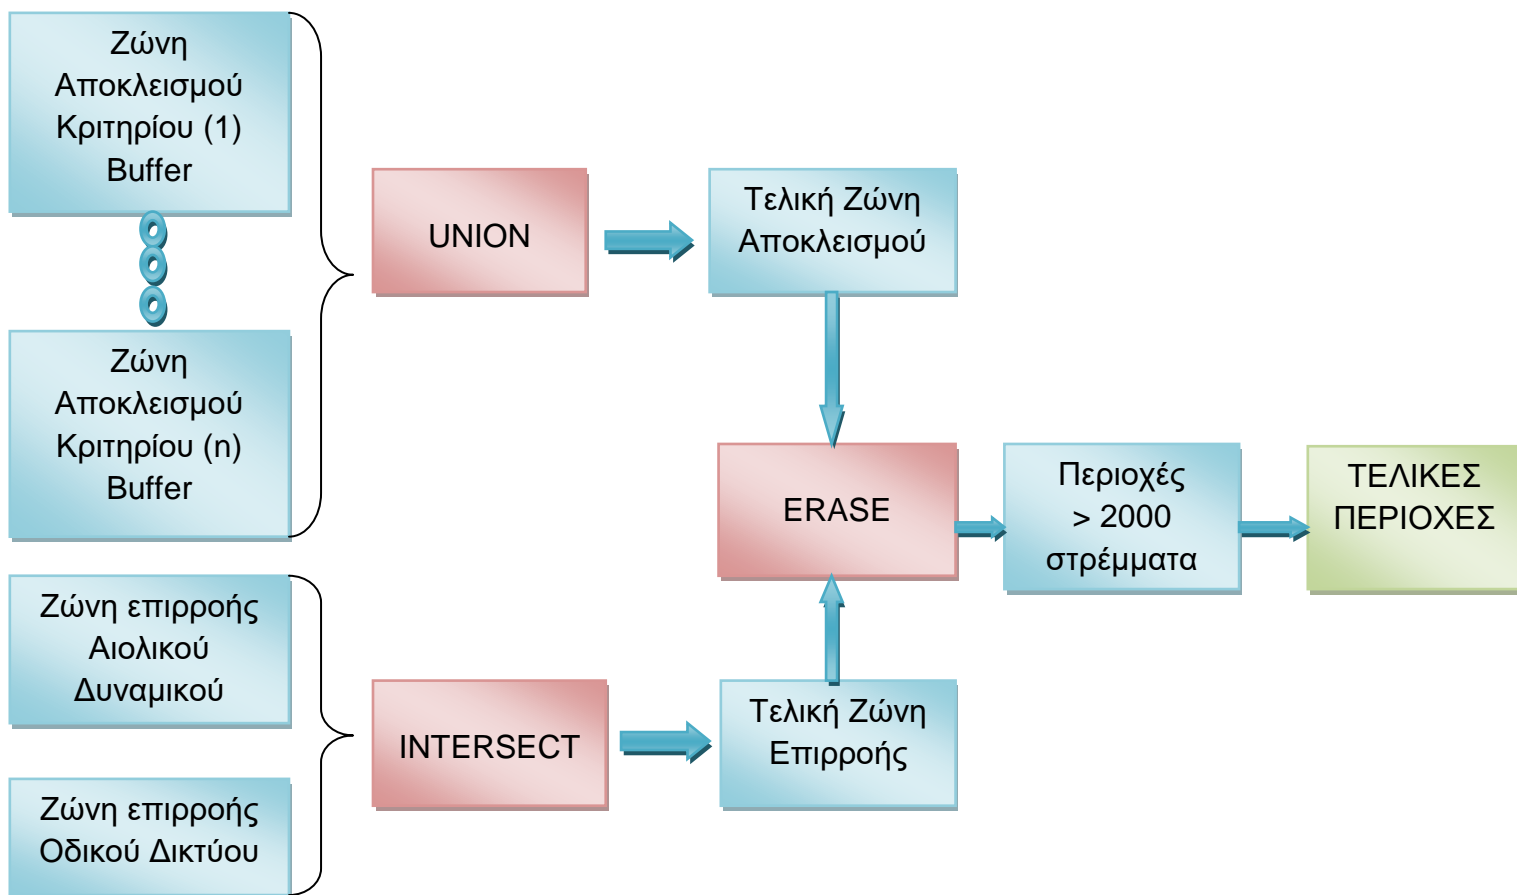 Ζώνη
Αποκλεισμού
Κριτηρίου (1)
Buffer
UNION
Τελική Ζώνη
Αποκλεισμού
Ζώνη
Αποκλεισμού
Κριτηρίου (n)
Buffer
ERASE
Περιοχές
> 2000
στρέμματα
ΤΕΛΙΚΕΣ
ΠΕΡΙΟΧΕΣ
Ζώνη επιρροής
Αιολικού
Δυναμικού
INTERSECT
Τελική Ζώνη
Επιρροής
Ζώνη επιρροής
Οδικού Δικτύου